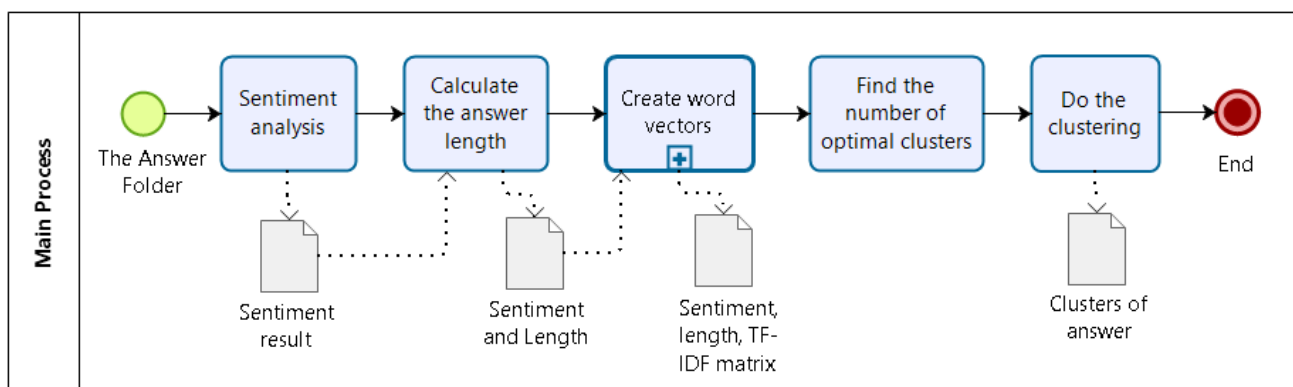 Main Process
The Answer
Folder
Sentiment
analysis
Calculate
the answer
length
Create word
vectors
Find the
number of
optimal clusters
Do the
clustering
End
Sentiment
result
Sentiment
and Length
Sentiment,
length, TF-
IDF matrix
Clusters of
answer